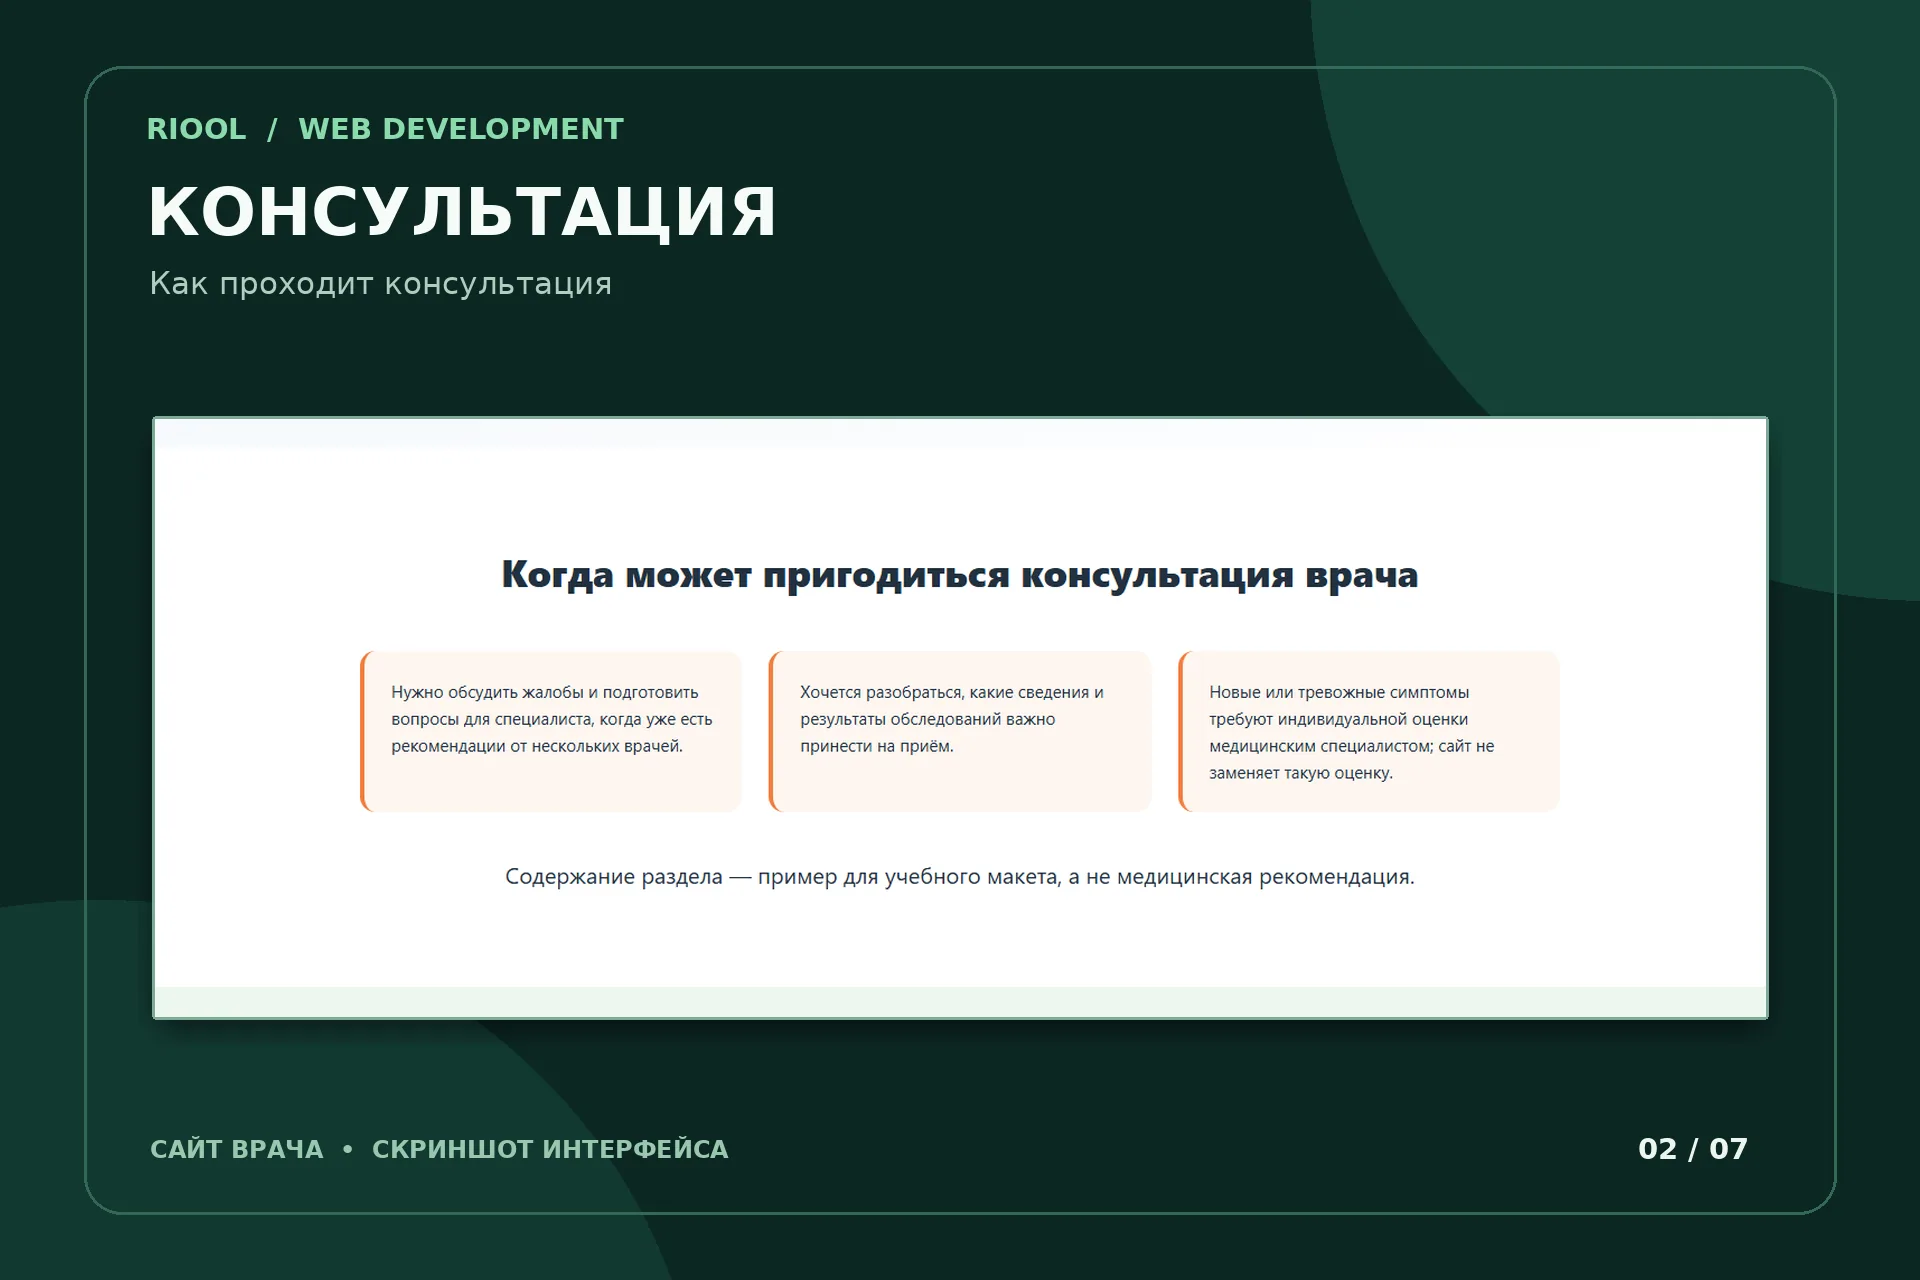 RIOOL / WEB DEVELOPMENT
КОНСУЛЬТАЦИЯ
Как проходит консультация
Когда может пригодиться консультация врача
Нужно обсудить жалобы и подготовить
вопросы для специалиста, когда уже есть
рекомендации от нескольких врачей.
Хочется разобраться, какие сведения и
результаты обследований важно
принести на приём.
Новые или тревожные симптомы
требуют индивидуальной оценки
медицинским специалистом; сайт не
заменяет такую оценку.
Содержание раздела — пример для учебного макета, а не медицинская рекомендация.
САЙТ ВРАЧА • СКРИНШОТ ИНТЕРФЕЙСА
02 / 07